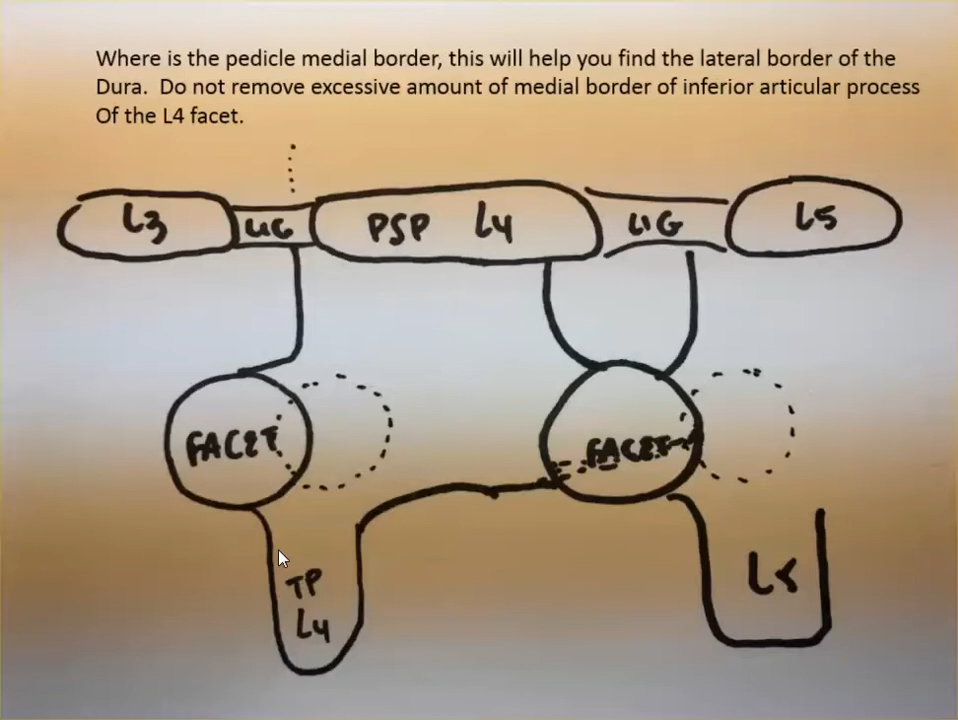 Where is the pedicle medial border, this will help you find the lateral border of the
Dura.  Do not remove excessive amount of medial border of inferior articular process
Of the L4 facet.
L3 LIG PSP L4 LIG L5
FACET FACET
TP L5
L4